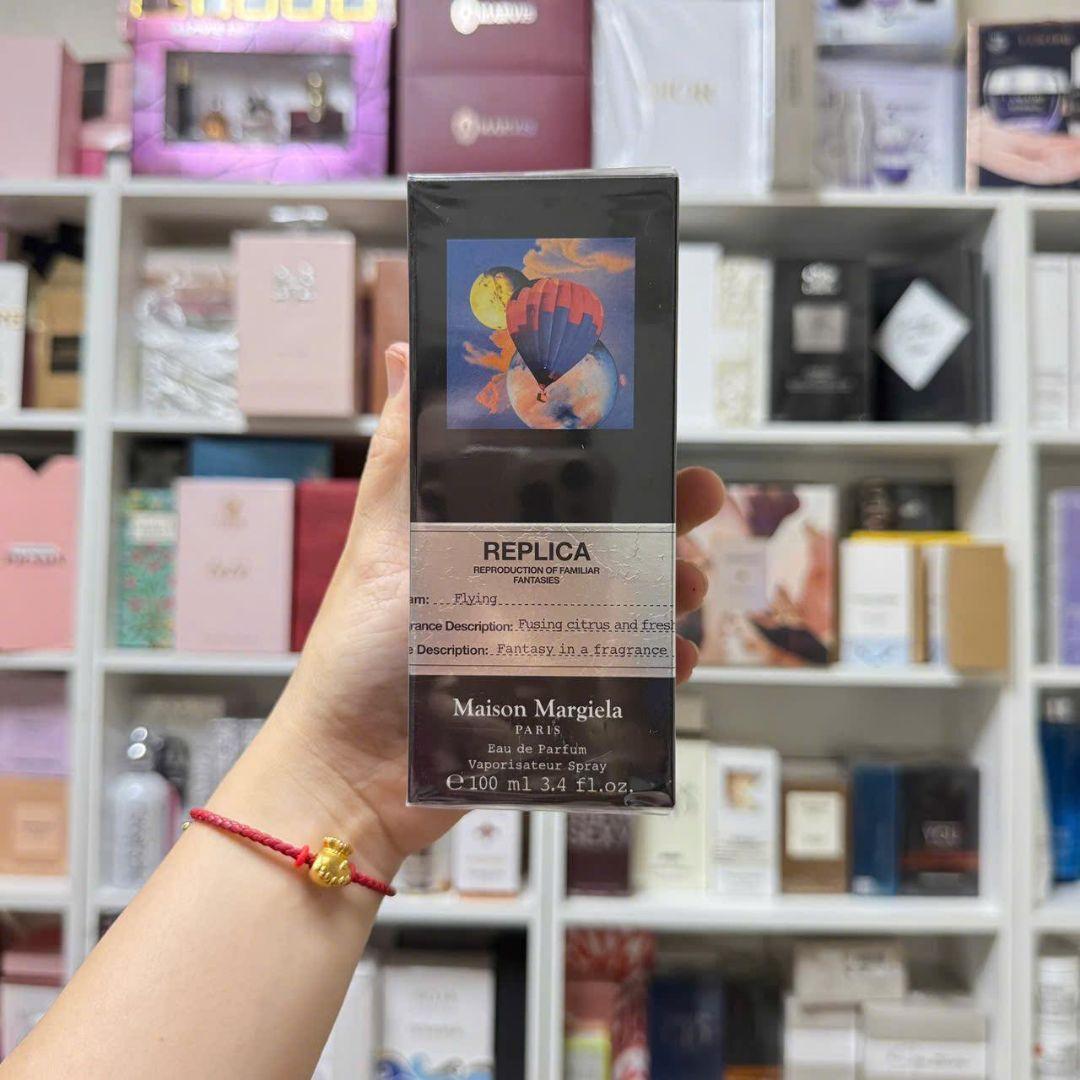 DIOR
REPLICA
REPRODUCTION OF FAMILIAR
FANTASIES
am: Flying
rance Description: Fusing citrus and fresh
e Description: Fantasy in a fragrance
Maison Margiela
PARIS
Eau de Parfum
Vaporisateur Spray
e 100 ml 3.4 fl.oz.